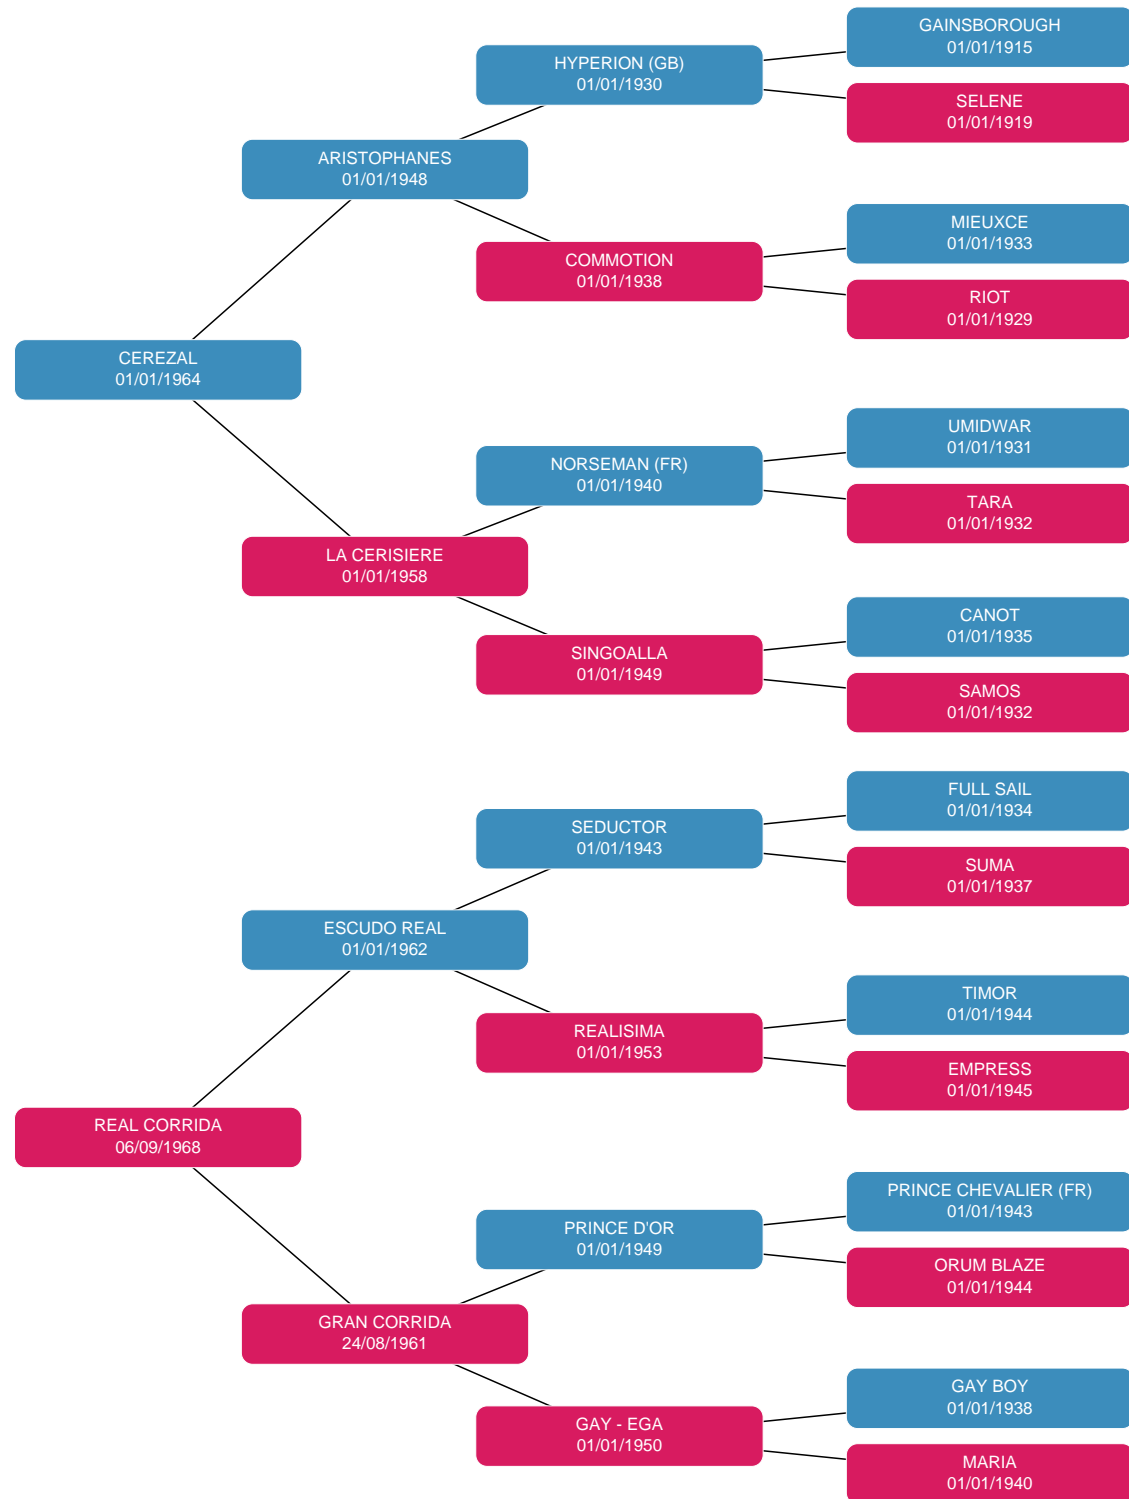 GAINSBOROUGH
01/01/1915
HYPERION (GB)
01/01/1930
SELENE
01/01/1919
ARISTOPHANES
01/01/1948
MIEUXCE
01/01/1933
COMMOTION
01/01/1938
RIOT
01/01/1929
CEREZAL
01/01/1964
UMIDWAR
01/01/1931
NORSEMAN (FR)
01/01/1940
TARA
01/01/1932
LA CERISIERE
01/01/1958
CANOT
01/01/1935
SINGOALLA
01/01/1949
SAMOS
01/01/1932
FULL SAIL
01/01/1934
SEDUCTOR
01/01/1943
SUMA
01/01/1937
ESCUDO REAL
01/01/1962
TIMOR
01/01/1944
REALISIMA
01/01/1953
EMPRESS
01/01/1945
REAL CORRIDA
06/09/1968
PRINCE CHEVALIER (FR)
01/01/1943
PRINCE D'OR
01/01/1949
ORUM BLAZE
01/01/1944
GRAN CORRIDA
24/08/1961
GAY BOY
01/01/1938
GAY - EGA
01/01/1950
MARIA
01/01/1940